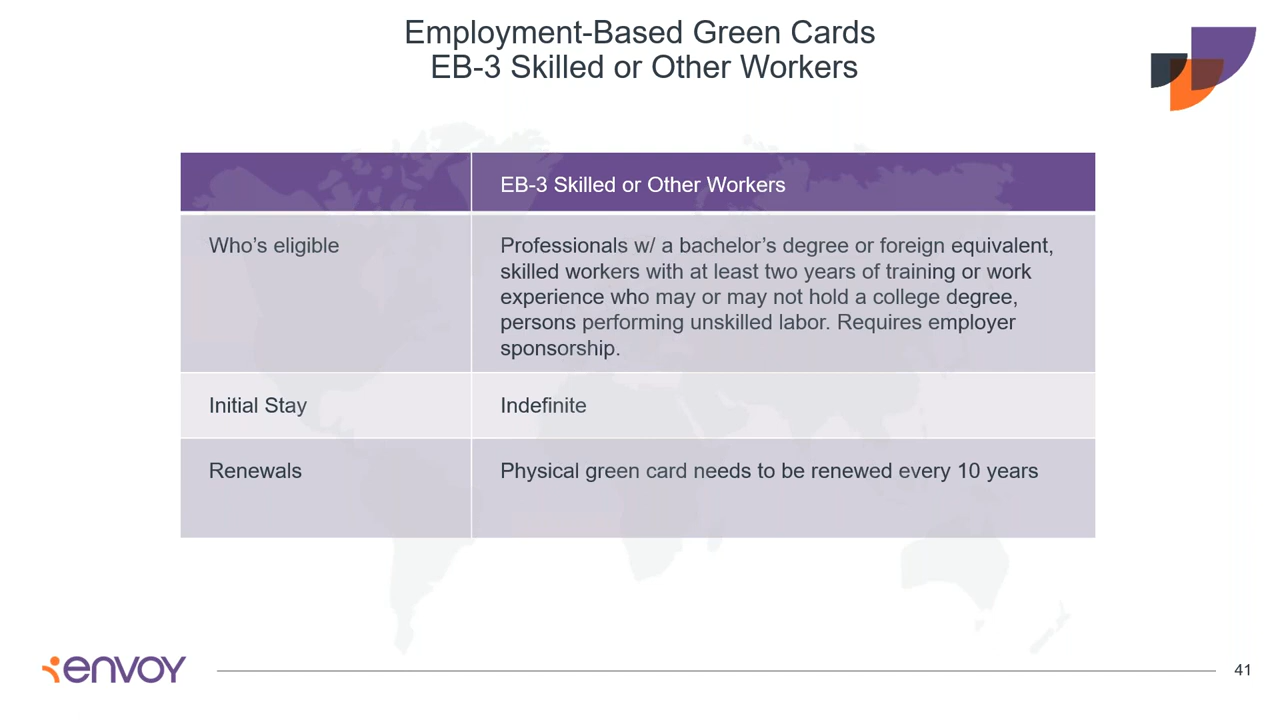 Employment-Based Green Cards
EB-3 Skilled or Other Workers
EB-3 Skilled or Other Workers
Who’s eligible
Professionals w/ a bachelor’s degree or foreign equivalent,
skilled workers with at least two years of training or work
experience who may or may not hold a college degree,
persons performing unskilled labor. Requires employer
sponsorship.
Initial Stay
Indefinite
Renewals
Physical green card needs to be renewed every 10 years
envoy
41